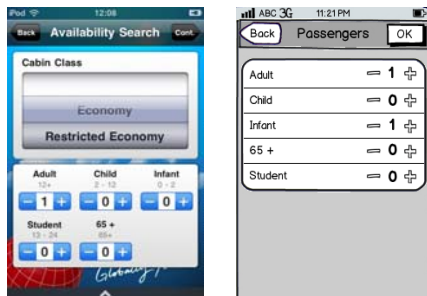 iPod 12:08
Back Availability Search Cont.
Cabin Class
Economy
Restricted Economy
Adult Child Infant
12+ 2 - 12 0 - 2
1 0 0
Student 65 +
13 - 24 65+
0 0
Globally
ABC 3G 11:21 PM
Back Passengers OK
Adult 1
Child 0
Infant 1
65 + 0
Student 0